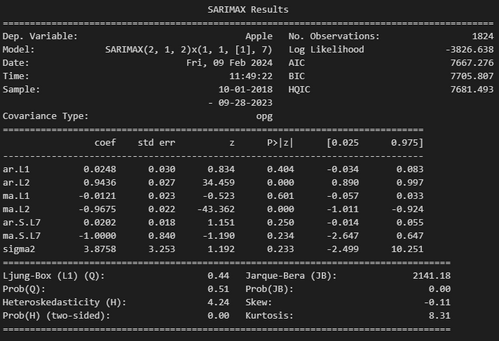 SARIMAX Results
Dep. Variable: Apple No. Observations: 1824
Model: SARIMAX(2, 1, 2)x(1, 1, [1], 7) Log Likelihood -3826.638
Date: Fri, 09 Feb 2024 AIC 7667.276
Time: 11:49:22 BIC 7705.807
Sample: 10-01-2018 HQIC 7681.493
- 09-28-2023
Covariance Type: opg
coef std err z P>|z| [0.025 0.975]
ar.L1 0.0248 0.030 0.834 0.404 -0.034 0.083
ar.L2 0.9436 0.027 34.459 0.000 0.890 0.997
ma.L1 -0.0121 0.023 -0.523 0.601 -0.057 0.033
ma.L2 -0.9675 0.022 -43.362 0.000 -1.011 -0.924
ar.S.L7 0.0202 0.018 1.151 0.250 -0.014 0.055
ma.S.L7 -1.0000 0.840 -1.190 0.234 -2.647 0.647
sigma2 3.8758 3.253 1.192 0.233 -2.499 10.251
Ljung-Box (L1) (Q): 0.44 Jarque-Bera (JB): 2141.18
Prob(Q): 0.51 Prob(JB): 0.00
Heteroskedasticity (H): 4.24 Skew: -0.11
Prob(H) (two-sided): 0.00 Kurtosis: 8.31